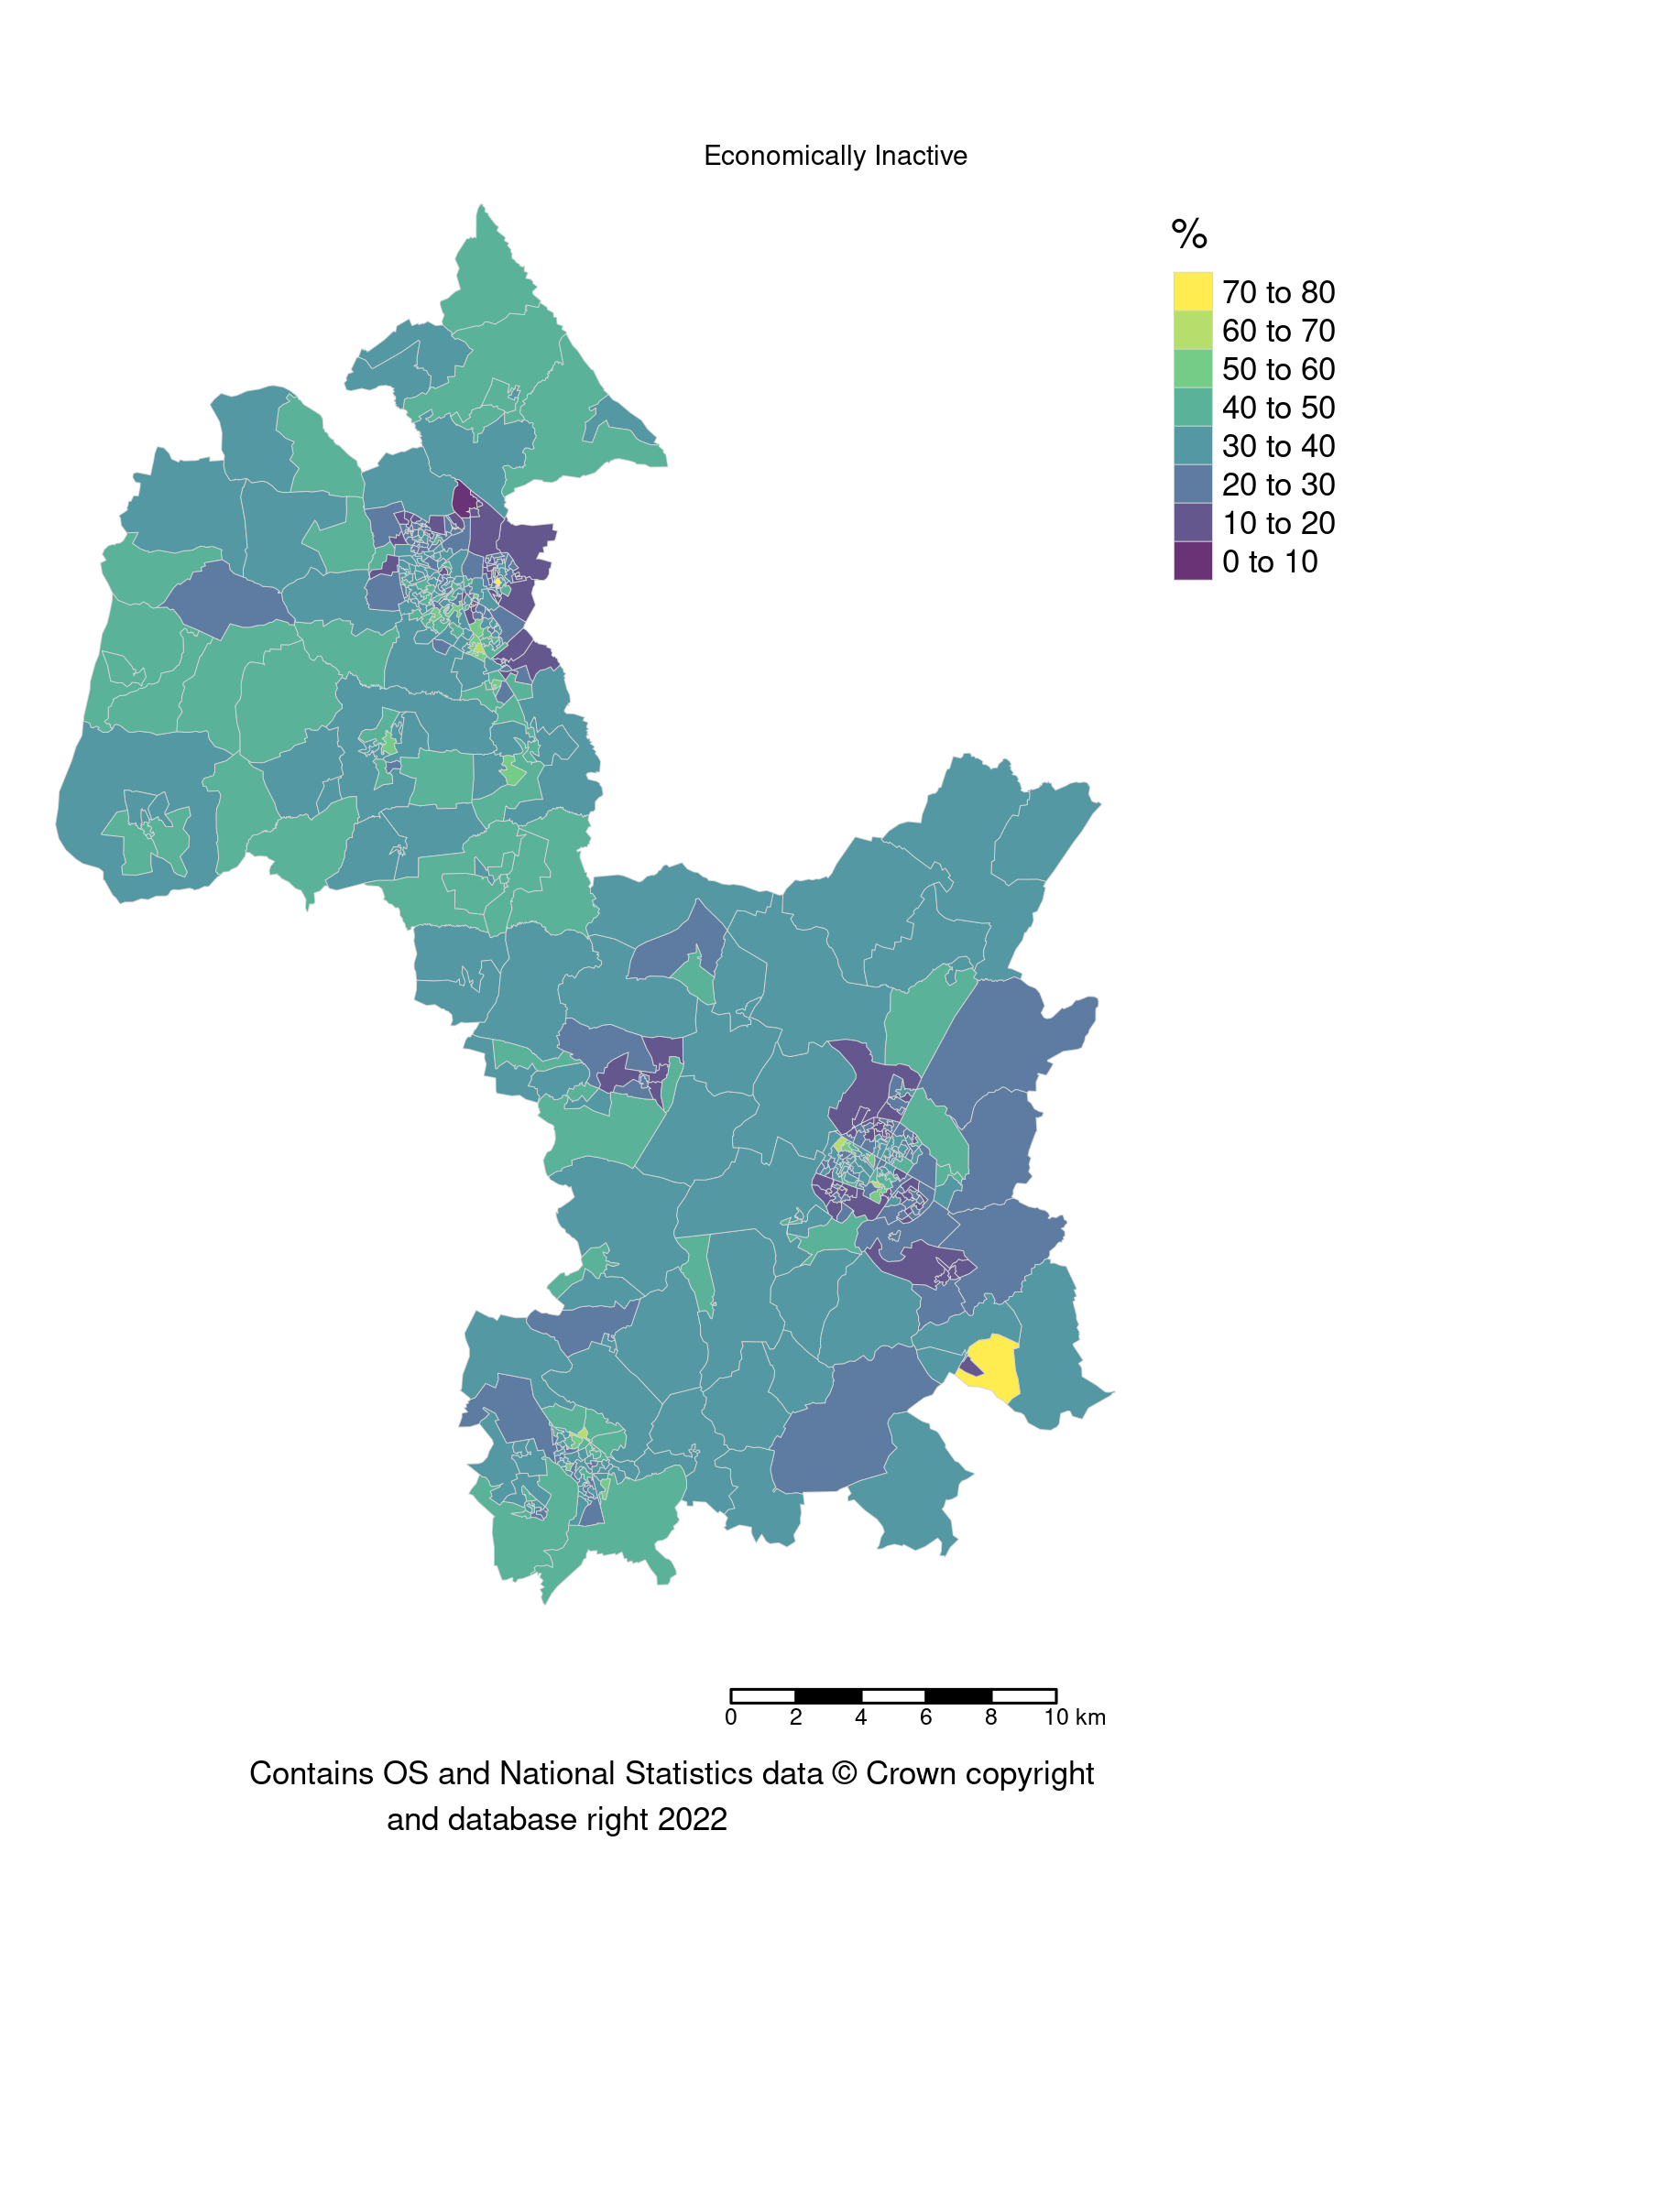 Economically Inactive
%
70 to 80
60 to 70
50 to 60
40 to 50
30 to 40
20 to 30
10 to 20
0 to 10
0 2 4 6 8 10 km
Contains OS and National Statistics data © Crown copyright
and database right 2022